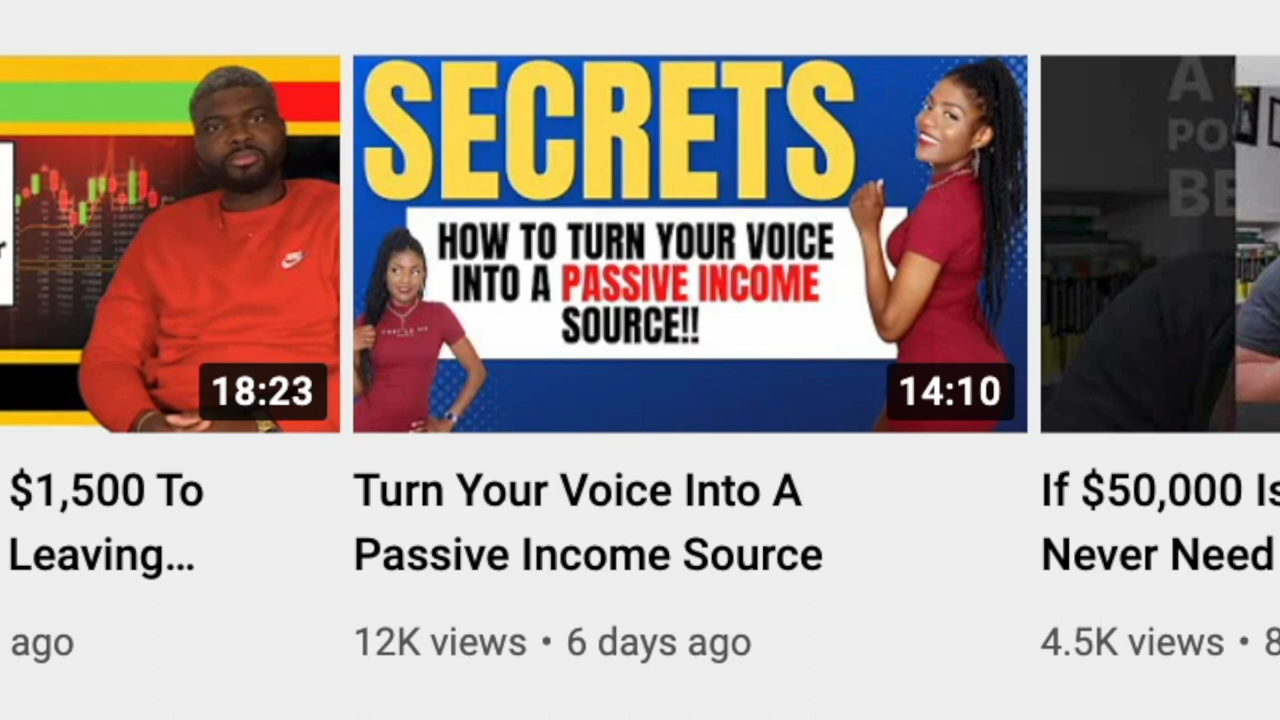 SECRETS
HOW TO TURN YOUR VOICE
INTO A PASSIVE INCOME
SOURCE!!
18:23
14:10
A
BE
$1,500 To
Leaving...
ago
Turn Your Voice Into A
Passive Income Source
12K views • 6 days ago
If $50,000 Is
Never Need
4.5K views • 8